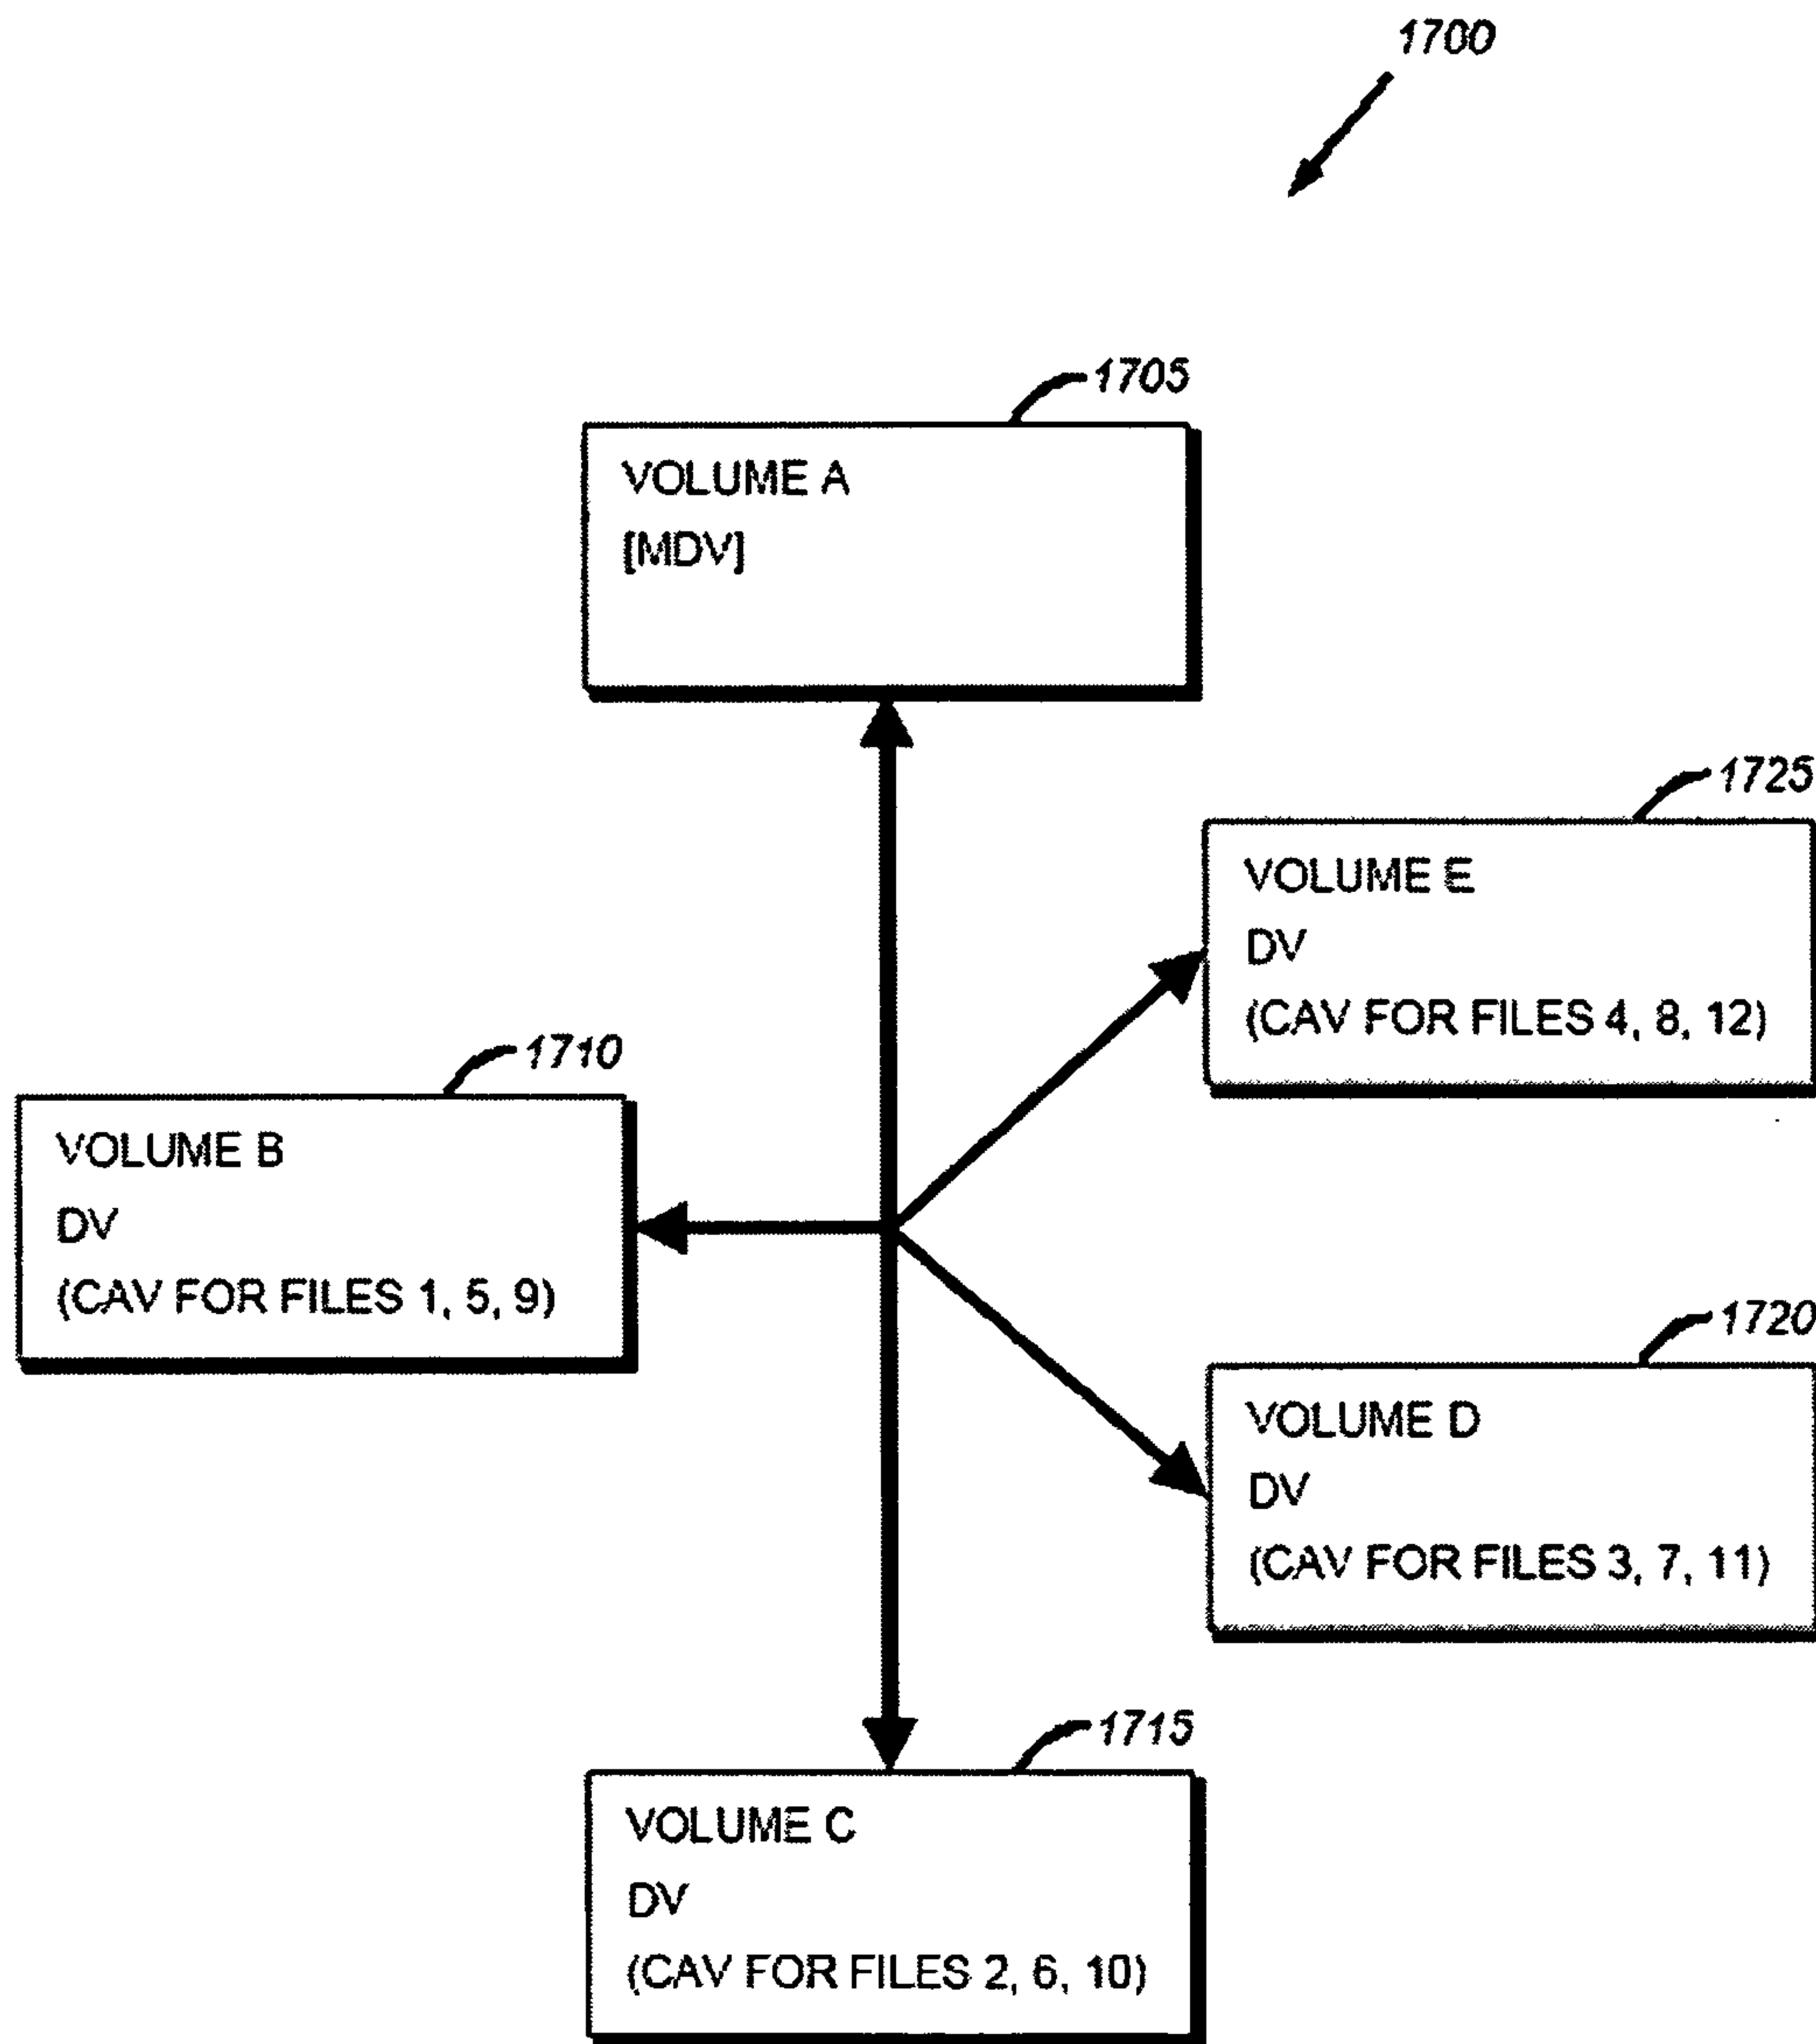 1700
1705
VOLUME A
[MDV]
1725
VOLUME E
DV
(CAV FOR FILES 4, 8, 12)
1710
VOLUME B
DV
(CAV FOR FILES 1, 5, 9)
1720
VOLUME D
DV
(CAV FOR FILES 3, 7, 11)
1715
VOLUME C
DV
(CAV FOR FILES 2, 6, 10)